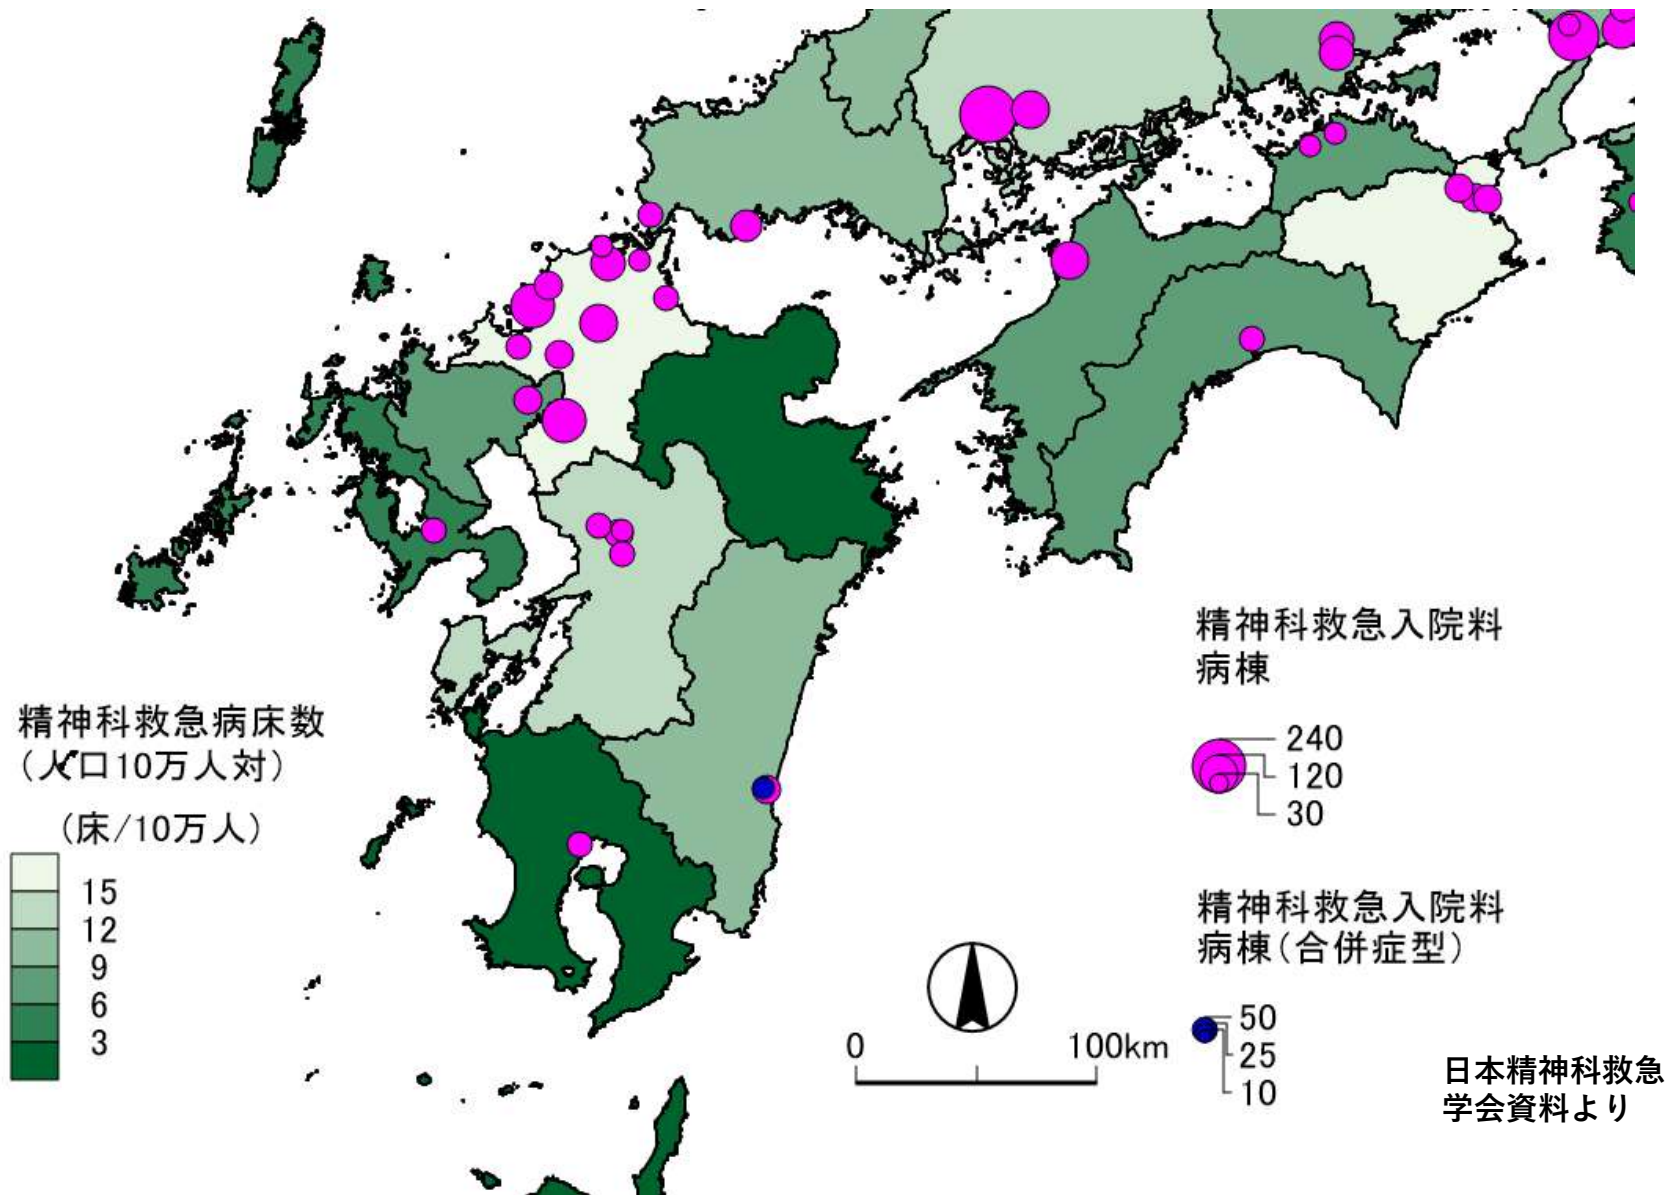 精神科救急入院料
病棟
240
120
30
精神科救急病床数
（人口10万人対）
（床/10万人）
15
12
9
6
3
精神科救急入院料
病棟（合併症型）
50
25
10
0 100km
日本精神科救急
学会資料より